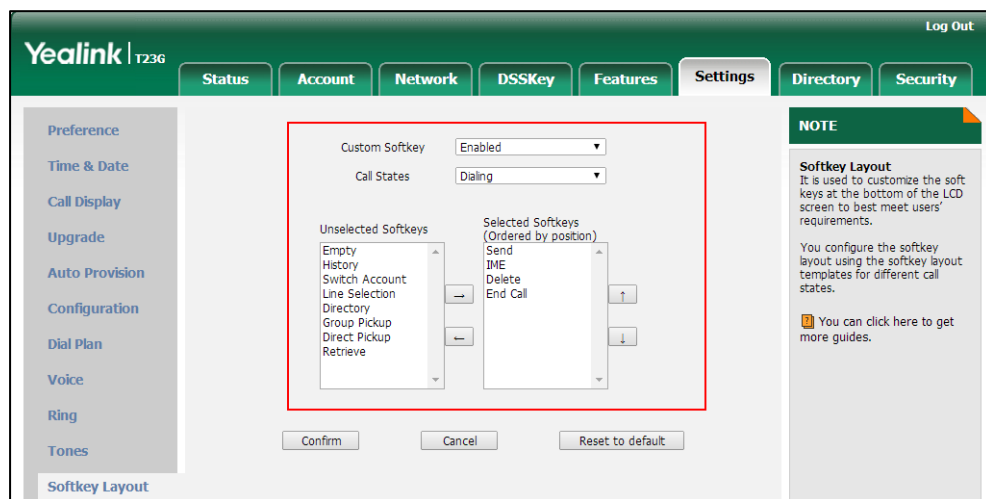 Log Out
Yealink T23G
Status Account Network DSSKey Features Settings Directory Security
Preference
Time & Date
Call Display
Upgrade
Auto Provision
Configuration
Dial Plan
Voice
Ring
Tones
Softkey Layout
Custom Softkey Enabled
Call States Dialing
Unselected Softkeys
Empty
History
Switch Account
Line Selection
Directory
Group Pickup
Direct Pickup
Retrieve
→
←
Selected Softkeys
(Ordered by position)
Send
IME
Delete
End Call
↑
↓
Confirm Cancel Reset to default
NOTE
Softkey Layout
It is used to customize the soft
keys at the bottom of the LCD
screen to best meet users'
requirements.
You configure the softkey
layout using the softkey layout
templates for different call
states.
? You can click here to get
more guides.